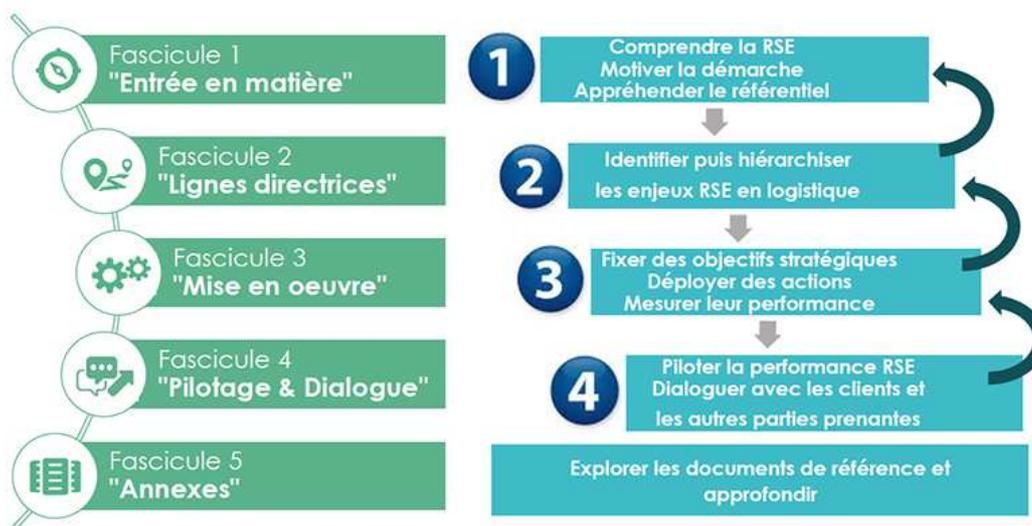 Fascicule 1
"Entrée en matière"
1
Comprendre la RSE
Motiver la démarche
Appréhender le référentiel
Fascicule 2
"Lignes directrices"
2
Identifier puis hiérarchiser
les enjeux RSE en logistique
Fascicule 3
"Mise en oeuvre"
3
Fixer des objectifs stratégiques
Déployer des actions
Mesurer leur performance
Fascicule 4
"Pilotage & Dialogue"
4
Piloter la performance RSE
Dialoguer avec les clients et
les autres parties prenantes
Fascicule 5
"Annexes"
Explorer les documents de référence et
approfondir